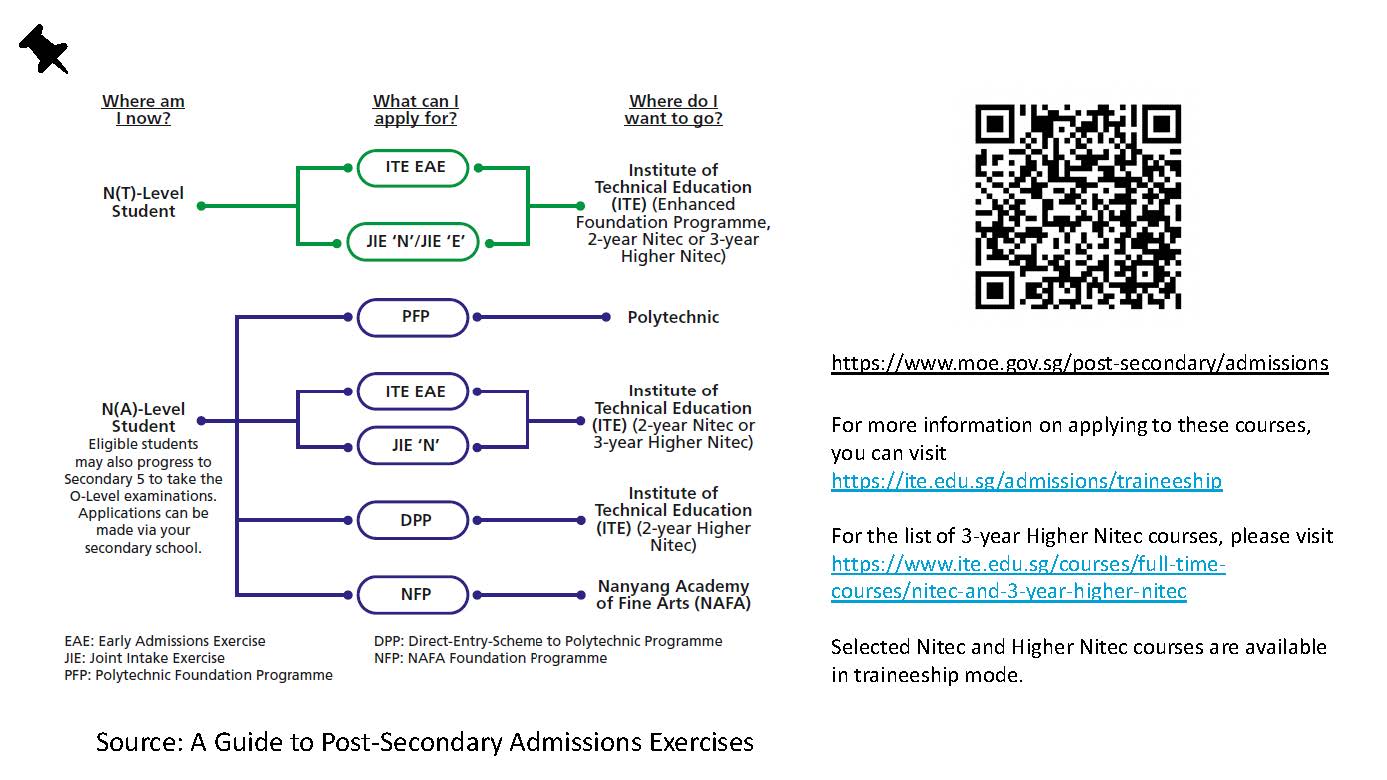 Where am
I now?
What can I
apply for?
Where do I
want to go?
N(T)-Level
Student
ITE EAE
JIE ‘N’/JIE ‘E’
Institute of
Technical Education
(ITE) (Enhanced
Foundation Programme,
2-year Nitec or 3-year
Higher Nitec)
N(A)-Level
Student
Eligible students
may also progress to
Secondary 5 to take the
O-Level examinations.
Applications can be
made via your
secondary school.
PFP
Polytechnic
ITE EAE
JIE ‘N’
Institute of
Technical Education
(ITE) (2-year Nitec or
3-year Higher Nitec)
DPP
Institute of
Technical Education
(ITE) (2-year Higher
Nitec)
NFP
Nanyang Academy
of Fine Arts (NAFA)
EAE: Early Admissions Exercise
JIE: Joint Intake Exercise
PFP: Polytechnic Foundation Programme
DPP: Direct-Entry-Scheme to Polytechnic Programme
NFP: NAFA Foundation Programme
https://www.moe.gov.sg/post-secondary/admissions
For more information on applying to these courses,
you can visit
https://ite.edu.sg/admissions/traineeship
For the list of 3-year Higher Nitec courses, please visit
https://www.ite.edu.sg/courses/full-time-
courses/nitec-and-3-year-higher-nitec
Selected Nitec and Higher Nitec courses are available
in traineeship mode.
Source: A Guide to Post-Secondary Admissions Exercises